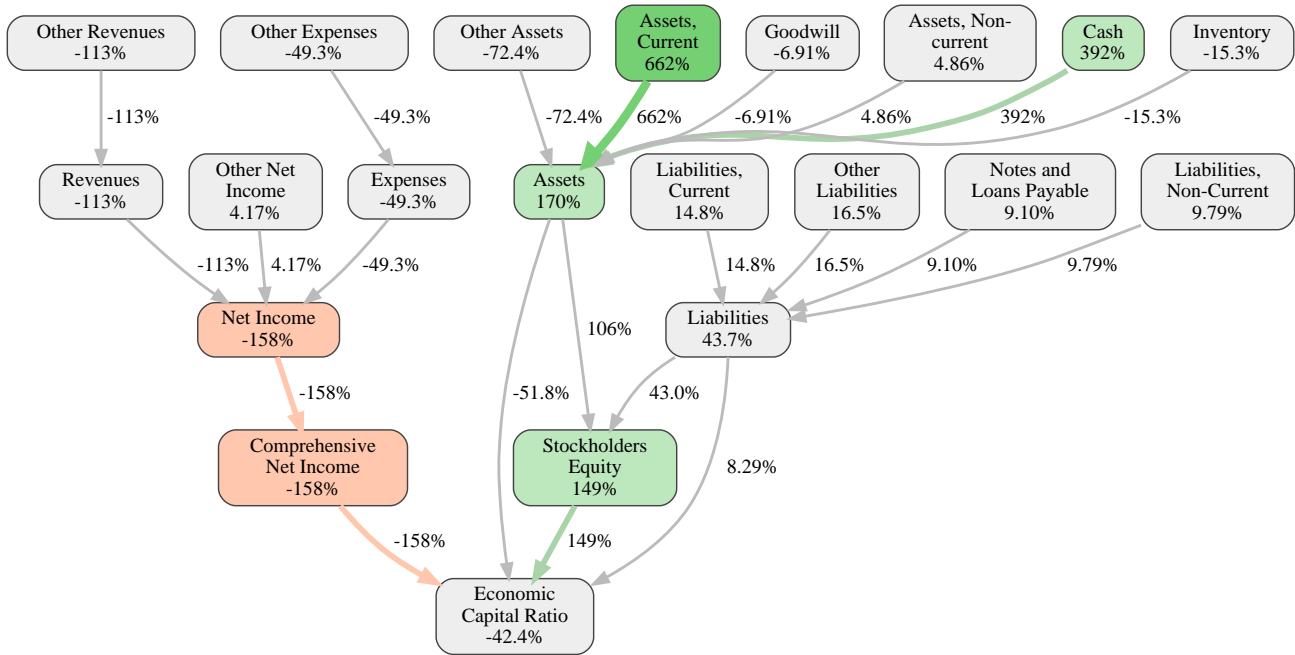 Other Revenues
-113%
Other Expenses
-49.3%
Other Assets
-72.4%
Assets,
Current
662%
Goodwill
-6.91%
Assets, Non-
current
4.86%
Cash
392%
Inventory
-15.3%
-113%
-49.3%
-72.4%
662%
-6.91%
4.86%
392%
-15.3%
Revenues
-113%
Other Net
Income
4.17%
Expenses
-49.3%
Assets
170%
Liabilities,
Current
14.8%
Other
Liabilities
16.5%
Notes and
Loans Payable
9.10%
Liabilities,
Non-Current
9.79%
-113%
4.17%
-49.3%
14.8%
16.5%
9.10%
9.79%
Net Income
-158%
106%
Liabilities
43.7%
-158%
-51.8%
43.0%
Comprehensive
Net Income
-158%
Stockholders
Equity
149%
8.29%
-158%
149%
Economic
Capital Ratio
-42.4%